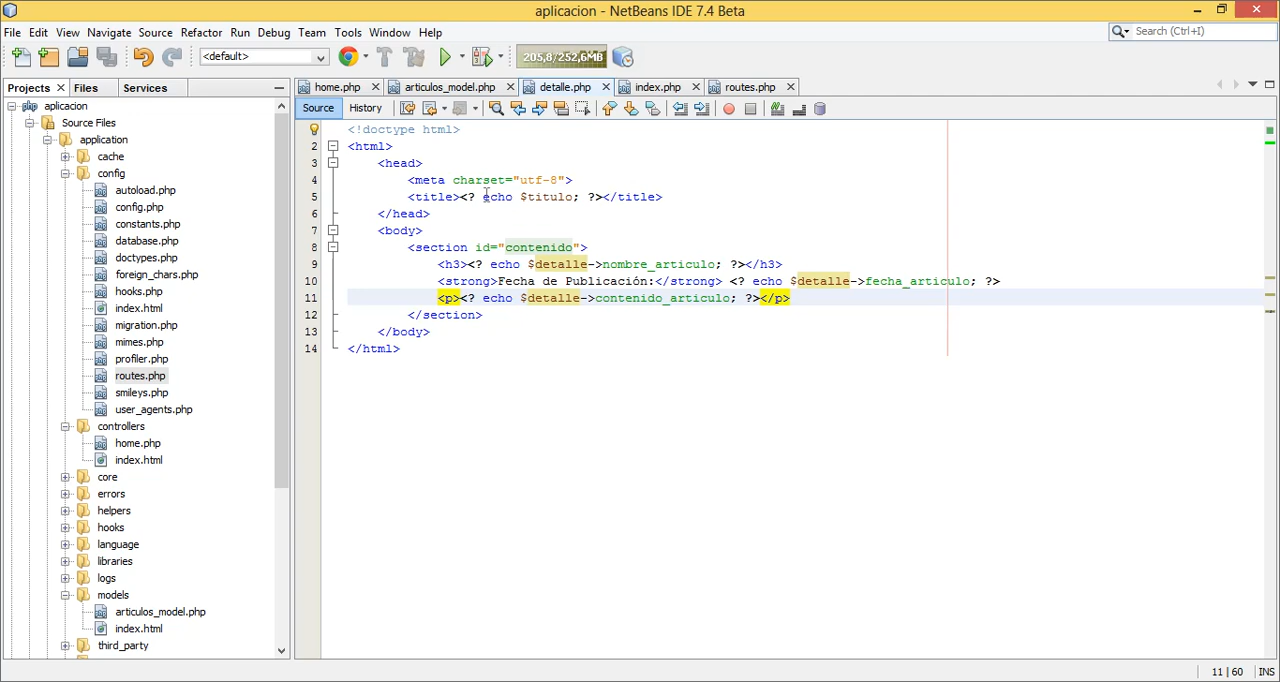 aplicacion - NetBeans IDE 7.4 Beta
File Edit View Navigate Source Refactor Run Debug Team Tools Window Help
Search (Ctrl+I)
<default>
205,8/252,6MB
Projects Files Services
home.php articulos_model.php detalle.php index.php routes.php
Source History
aplicacion
Source Files
application
cache
config
autoload.php
config.php
constants.php
database.php
doctypes.php
foreign_chars.php
hooks.php
index.html
migration.php
mimes.php
profiler.php
routes.php
smileys.php
user_agents.php
controllers
home.php
index.html
core
errors
helpers
hooks
language
libraries
logs
models
articulos_model.php
index.html
third_party
<!doctype html>
2 <html>
3 <head>
4 <meta charset="utf-8">
5 <title><? echo $titulo; ?></title>
6 </head>
7 <body>
8 <section id="contenido">
9 <h3><? echo $detalle->nombre_articulo; ?></h3>
10 <strong>Fecha de Publicación:</strong> <? echo $detalle->fecha_articulo; ?>
11 <p><? echo $detalle->contenido_articulo; ?></p>
12 </section>
13 </body>
14 </html>
11 | 60 INS